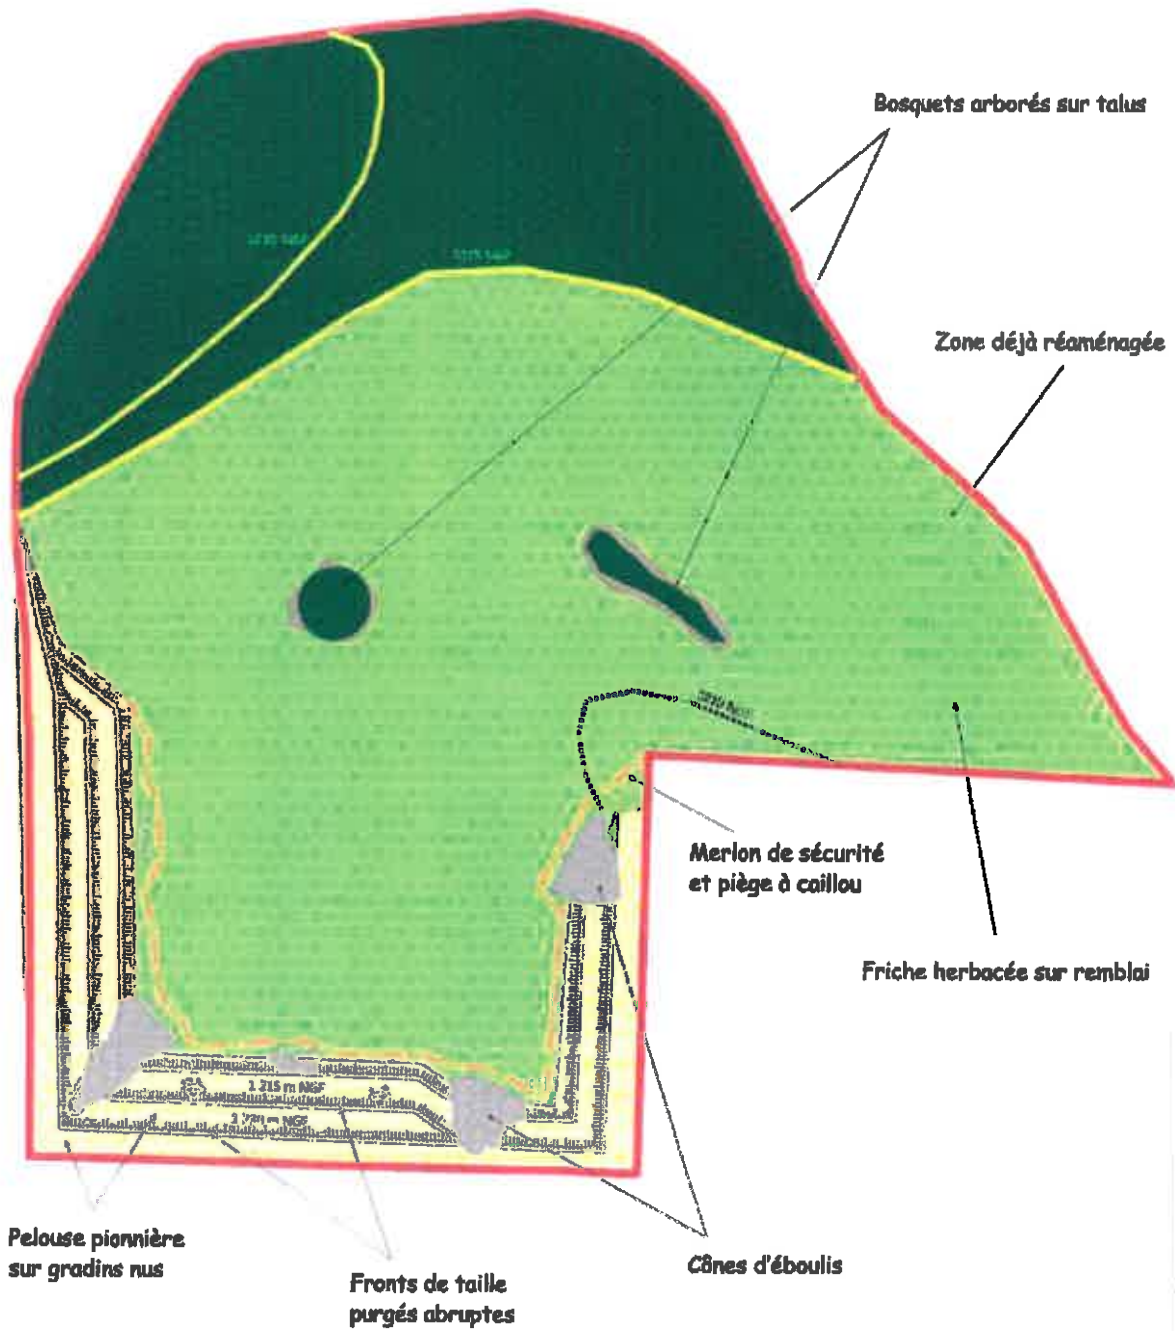 Bosquets arborés sur talus
Zone déjà réaménagée
Merlon de sécurité
et piège à caillou
Friche herbacée sur remblai
1 215 m NGF
m NGF
Pelouse pionnière
sur gradins nus
Cônes d'éboulis
Fronts de taille
purgés abruptes